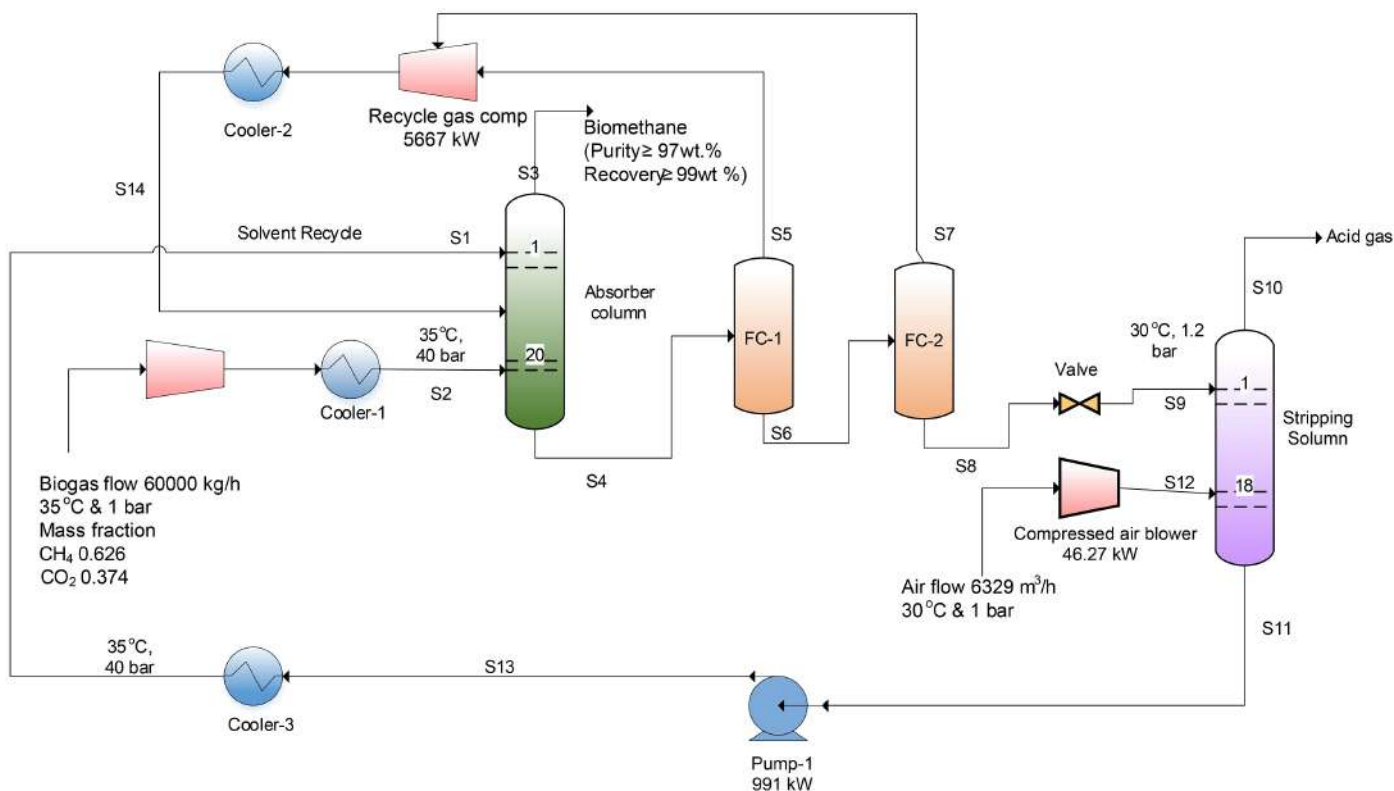 Cooler-2
Recycle gas comp
5667 kW
Biomethane
(Purity≥ 97wt.%
Recovery≥ 99wt %)
S3
S14
Solvent Recycle
S1
1
S5
S7
Acid gas
S10
Absorber
column
FC-1
FC-2
35°C,
40 bar
20
S2
Cooler-1
30°C, 1.2
bar
Valve
1
S9
Stripping
Solumn
S6
S4
S8
S12
18
Biogas flow 60000 kg/h
35°C & 1 bar
Mass fraction
CH₄ 0.626
CO₂ 0.374
Compressed air blower
46.27 kW
Air flow 6329 m³/h
30°C & 1 bar
S11
35°C,
40 bar
S13
Cooler-3
Pump-1
991 kW